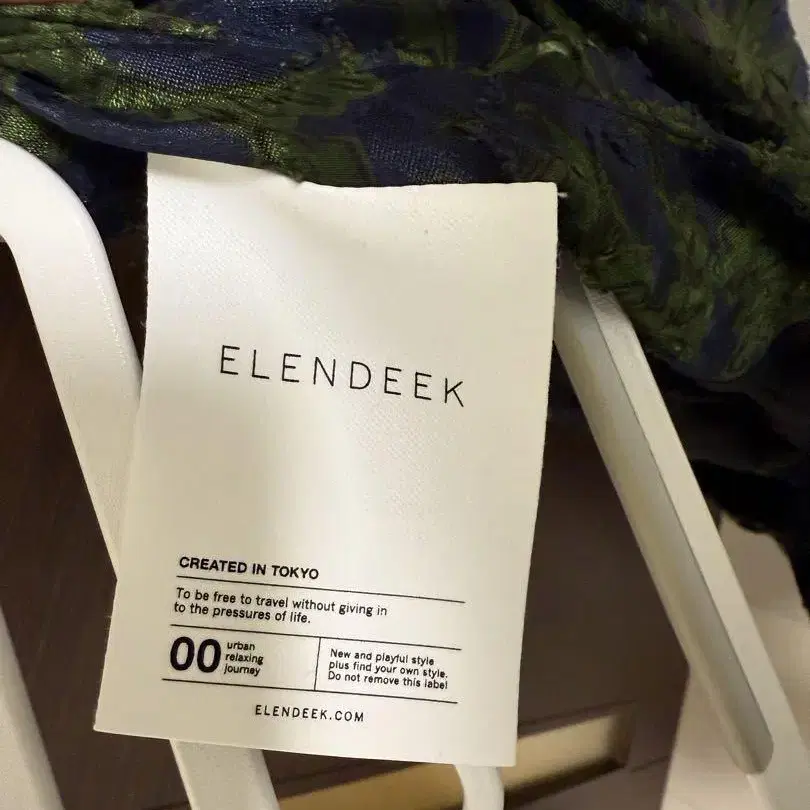 ELENDEEK
CREATED IN TOKYO
To be free to travel without giving in
to the pressures of life.
00
urban
relaxing
journey
New and playful style
plus find your own style.
Do not remove this label
ELENDEEK.COM